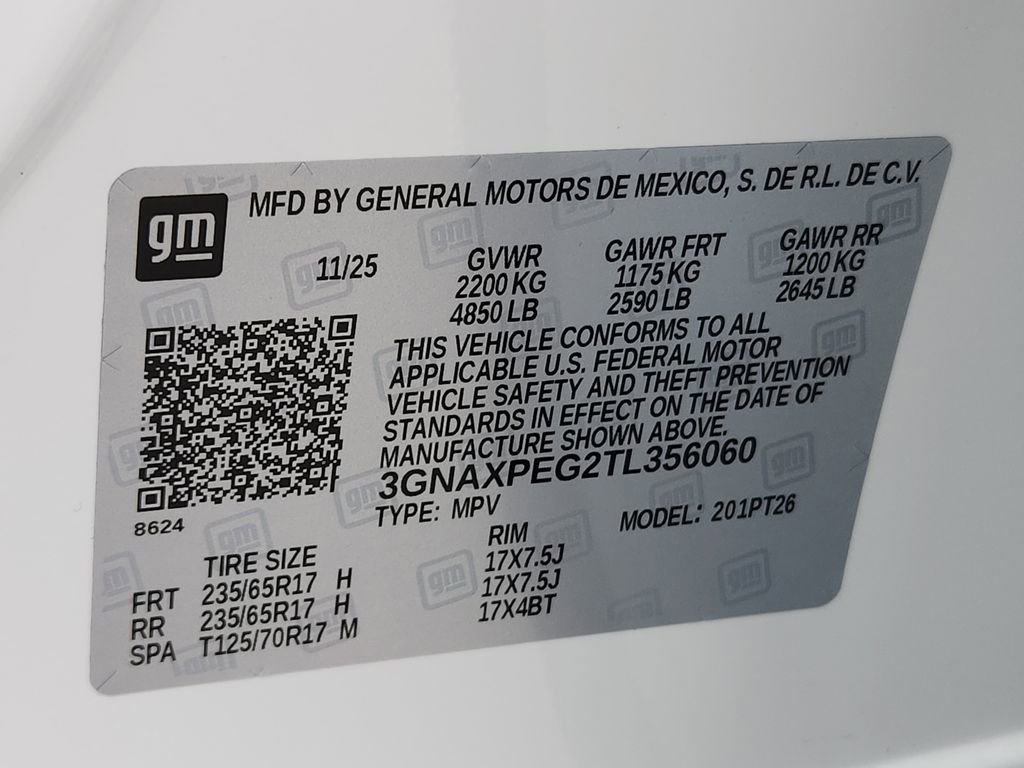 gm
MFD BY GENERAL MOTORS DE MEXICO, S. DE R.L. DE C.V.
11/25
GVWR GAWR FRT GAWR RR
2200 KG 1175 KG 1200 KG
4850 LB 2590 LB 2645 LB
THIS VEHICLE CONFORMS TO ALL
APPLICABLE U.S. FEDERAL MOTOR
VEHICLE SAFETY AND THEFT PREVENTION
STANDARDS IN EFFECT ON THE DATE OF
MANUFACTURE SHOWN ABOVE.
3GNAXPEG2TL356060
TYPE: MPV MODEL: 201PT26
8624
TIRE SIZE RIM
FRT 235/65R17 H 17X7.5J
RR 235/65R17 H 17X7.5J
SPA T125/70R17 M 17X4BT